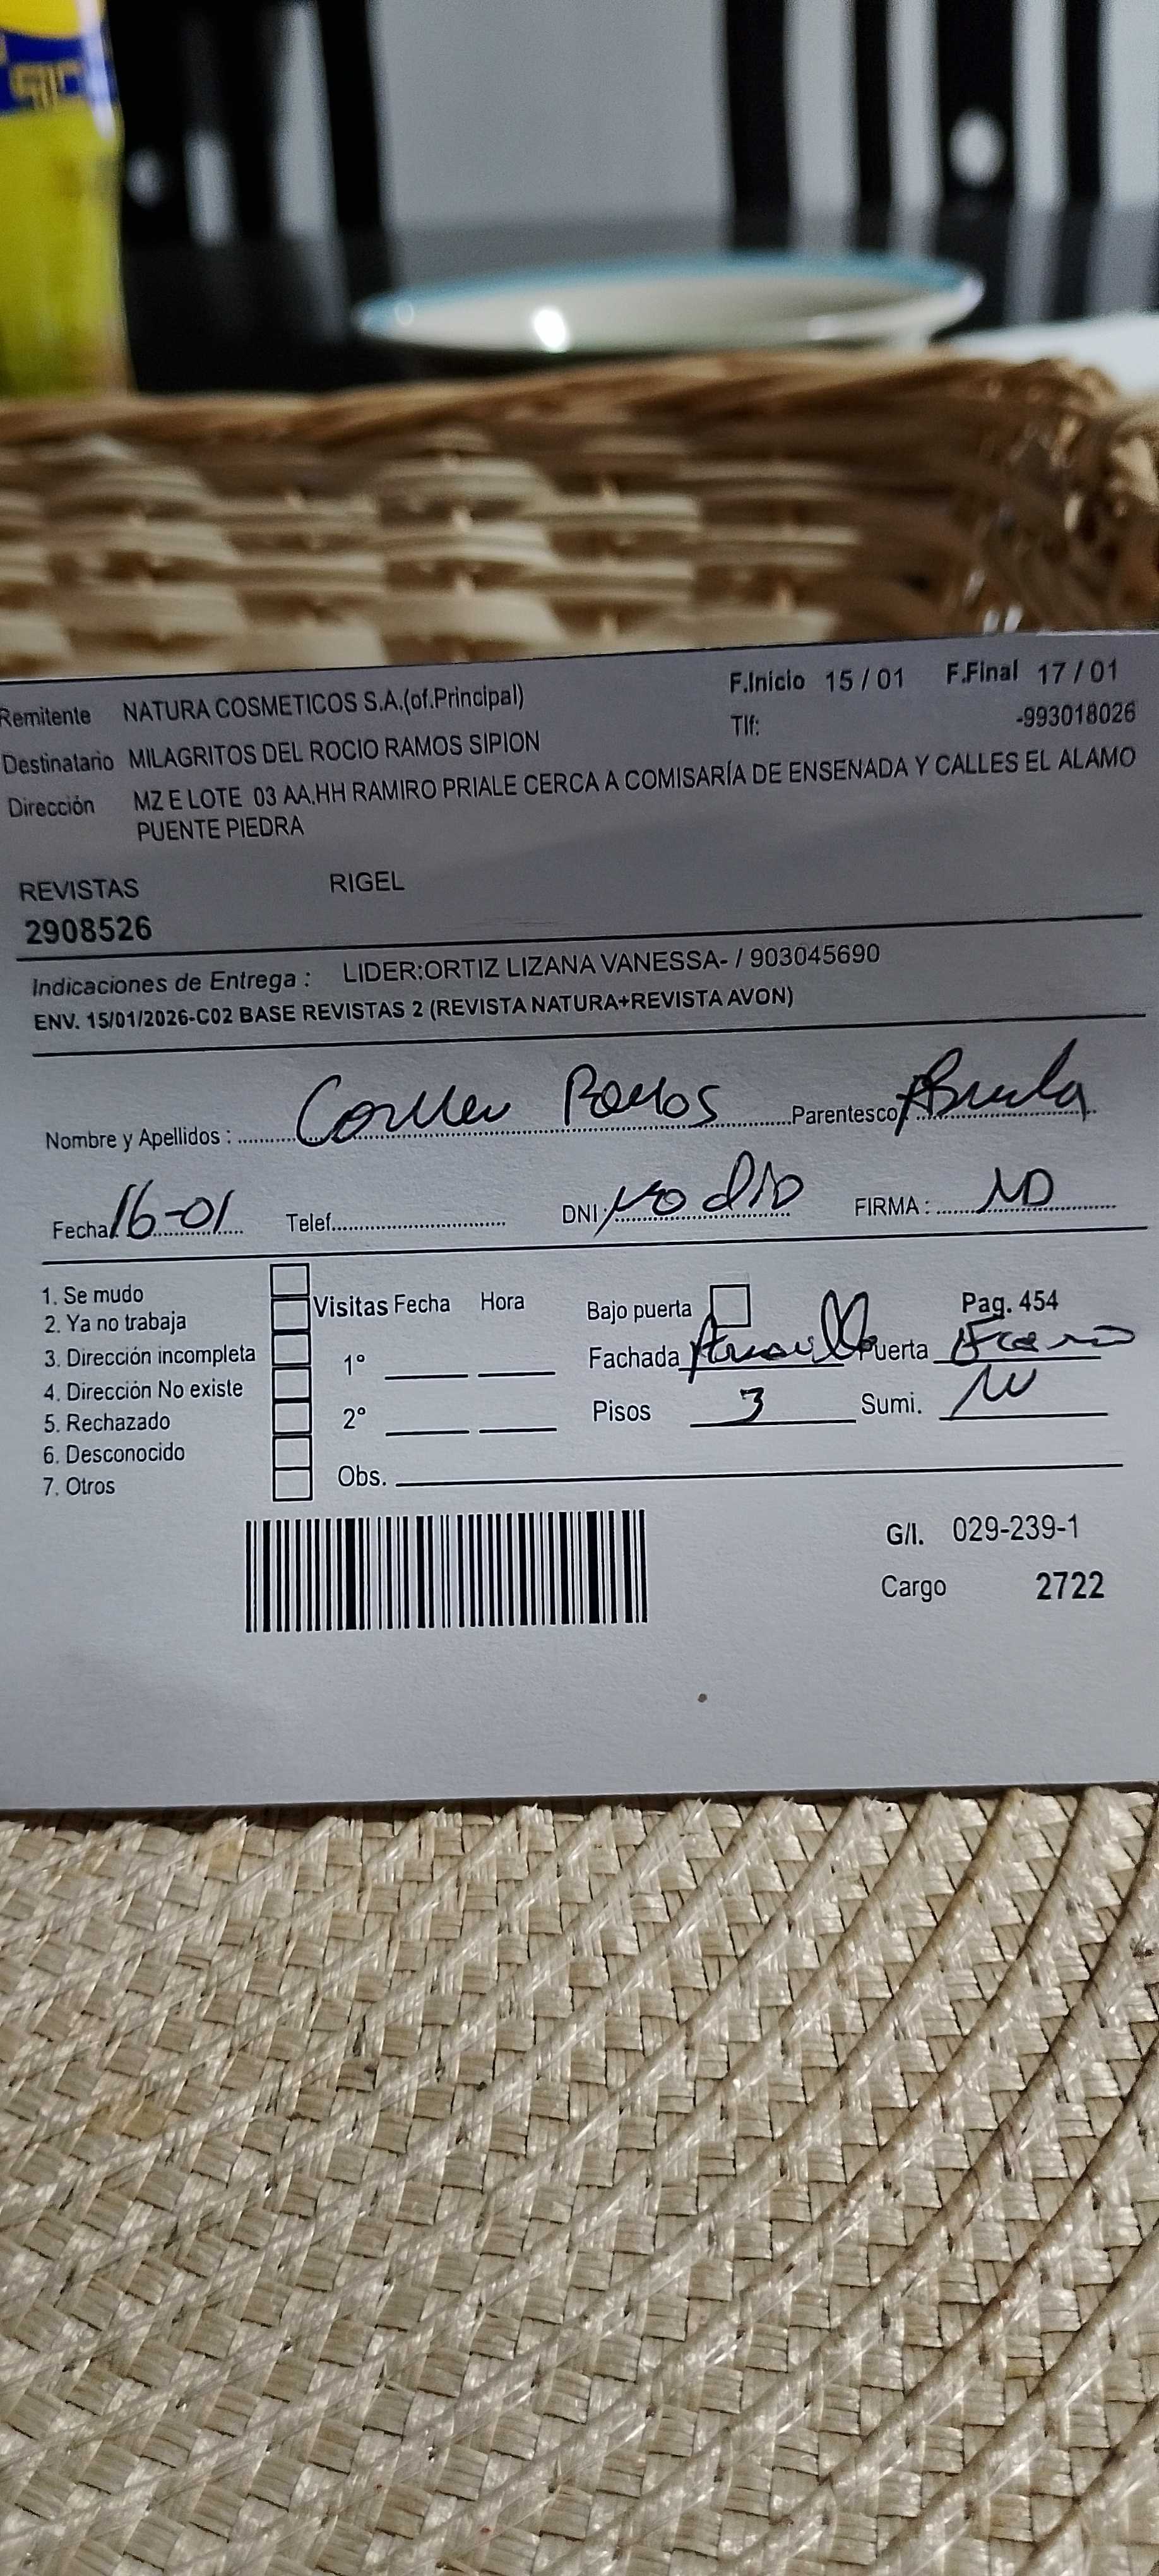 Remitente NATURA COSMETICOS S.A.(of.Principal) F.Inicio 15 / 01 F.Final 17 / 01
Tlf: -993018026
Destinatario MILAGRITOS DEL ROCIO RAMOS SIPION
Dirección MZ E LOTE 03 AA.HH RAMIRO PRIALE CERCA A COMISARÍA DE ENSENADA Y CALLES EL ALAMO
PUENTE PIEDRA
REVISTAS RIGEL
2908526
Indicaciones de Entrega : LIDER:ORTIZ LIZANA VANESSA- / 903045690
ENV. 15/01/2026-C02 BASE REVISTAS 2 (REVISTA NATURA+REVISTA AVON)
Nombre y Apellidos : Ramos Parentesco
Fecha 16-01 Telef. DNI: no dio FIRMA : ND
1. Se mudo
2. Ya no trabaja Visitas Fecha Hora Bajo puerta Pag. 454
3. Dirección incompleta 1° Fachada Puerta
4. Dirección No existe
5. Rechazado 2° Pisos 3 Sumi.
6. Desconocido
7. Otros Obs.
G/I. 029-239-1
Cargo 2722